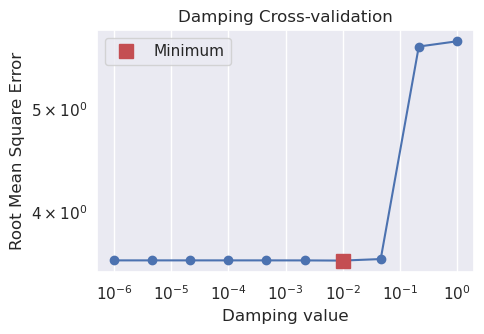 Damping Cross-validation
Minimum
Root Mean Square Error
5 × 10⁰
4 × 10⁰
10⁻⁶ 10⁻⁵ 10⁻⁴ 10⁻³ 10⁻² 10⁻¹ 10⁰
Damping value